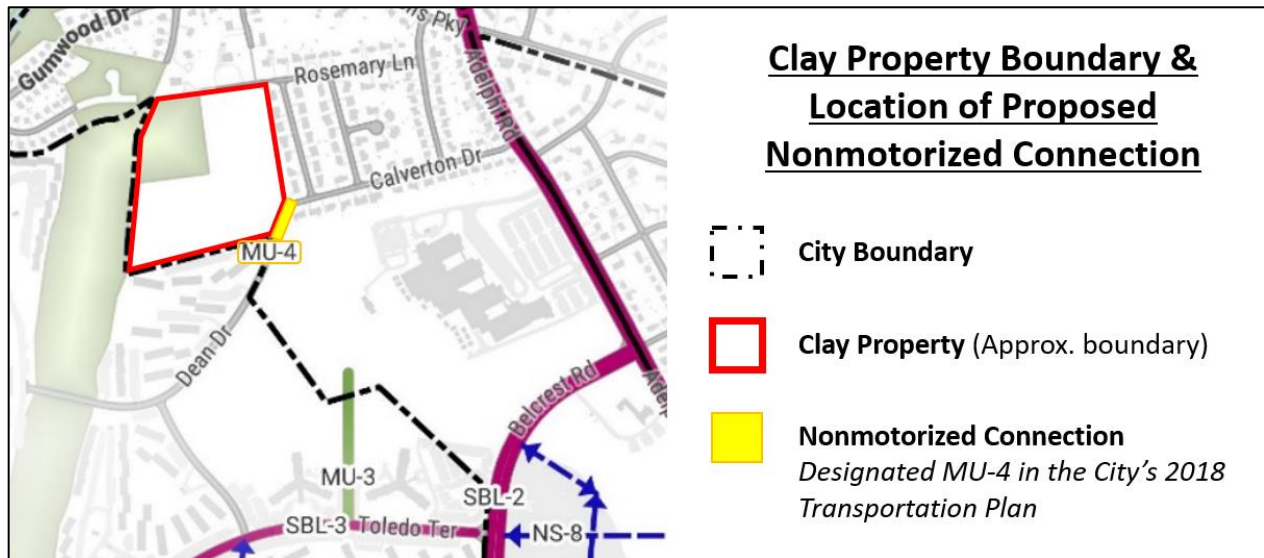 Gumwood Dr
Pky
Rosemary Ln
Adelphi Rd
Calverton Dr
MU-4
Dean Dr
Belcrest Rd
MU-3
SBL-2
SBL-3
Toledo Ter
NS-8
Clay Property Boundary &
Location of Proposed
Nonmotorized Connection
City Boundary
Clay Property (Approx. boundary)
Nonmotorized Connection
Designated MU-4 in the City's 2018
Transportation Plan